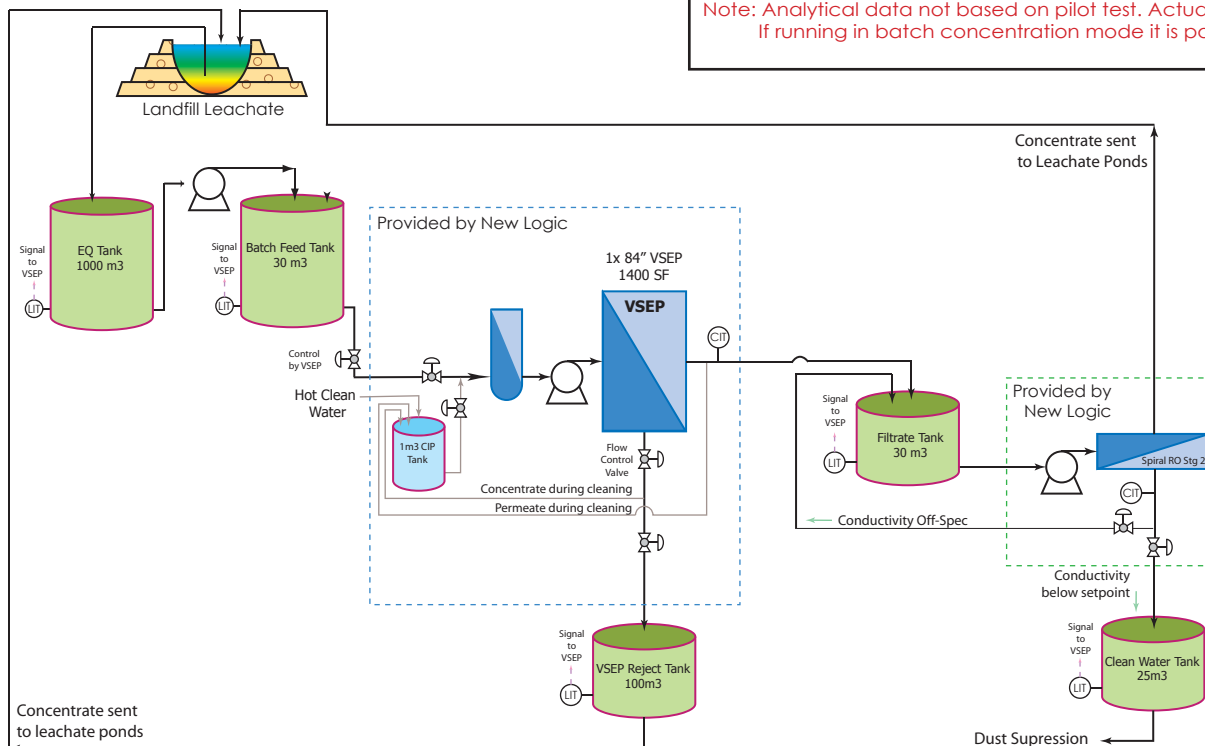 Note: Analytical data not based on pilot test. Actua
If running in batch concentration mode it is po
Landfill Leachate
Concentrate sent
to Leachate Ponds
Provided by New Logic
Signal
to
VSEP
LIT
EQ Tank
1000 m3
Signal
to
VSEP
LIT
Batch Feed Tank
30 m3
1x 84” VSEP
1400 SF
VSEP
CIT
Control
by VSEP
Hot Clean
Water
1m3 CIP
Tank
Flow
Control
Valve
Concentrate during cleaning
Permeate during cleaning
Signal
to
VSEP
LIT
Filtrate Tank
30 m3
Provided by
New Logic
Spiral RO Stg 2
CIT
Conductivity Off-Spec
Conductivity
below setpoint
Signal
to
VSEP
LIT
VSEP Reject Tank
100m3
Signal
to
VSEP
LIT
Clean Water Tank
25m3
Concentrate sent
to leachate ponds
Dust Supression